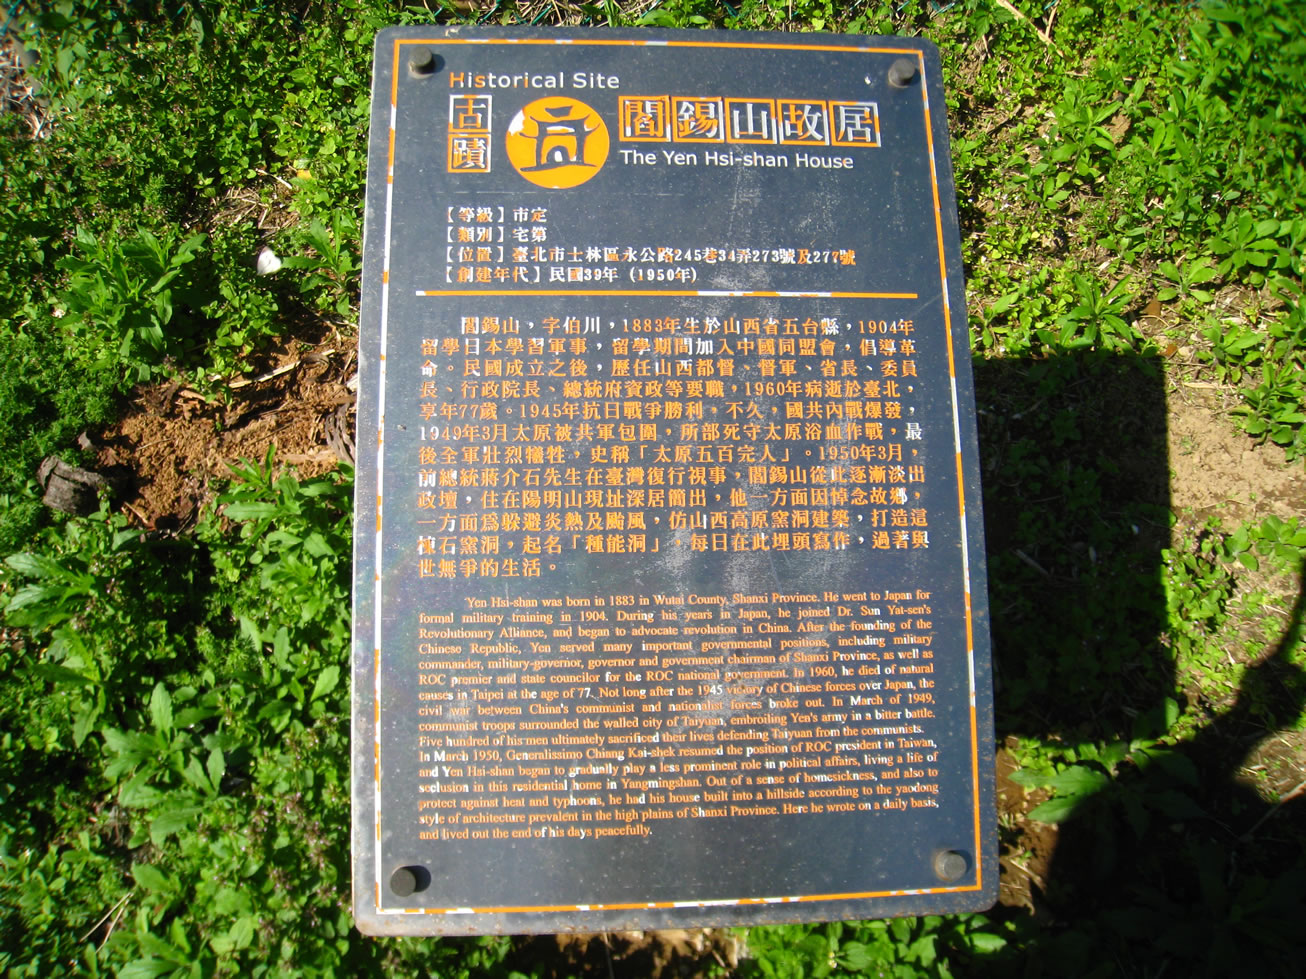 Historical Site
古蹟
閻錫山故居
The Yen Hsi-shan House
【等級】市定
【類別】宅第
【位置】臺北市士林區永公路245巷34弄273號及277號
【創建年代】民國39年（1950年）
閻錫山，字伯川，1883年生於山西省五台縣，1904年
留學日本學習軍事，留學期間加入中國同盟會，倡導革
命。民國成立之後，歷任山西都督、督軍、省長、委員
長、行政院長、總統府資政等要職，1960年病逝於臺北，
享年77歲。1945年抗日戰爭勝利，不久，國共內戰爆發，
1949年3月太原被共軍包圍，所部死守太原浴血作戰，最
後全軍壯烈犧牲，史稱「太原五百完人」。1950年3月，
前總統蔣介石先生在臺灣復行視事，閻錫山從此逐漸淡出
政壇，住在陽明山現址深居簡出，他一方面因悼念故鄉，
一方面為躲避炎熱及颱風，仿山西高原窯洞建築，打造這
棟石窯洞，起名「種能洞」，每日在此埋頭寫作，過著與
世無爭的生活。
Yen Hsi-shan was born in 1883 in Wutai County, Shanxi Province. He went to Japan for
formal military training in 1904. During his years in Japan, he joined Dr. Sun Yat-sen's
Revolutionary Alliance, and began to advocate revolution in China. After the founding of the
Chinese Republic, Yen served many important governmental positions, including military
commander, military-governor, governor and government chairman of Shanxi Province, as well as
ROC premier and state councilor for the ROC national government. In 1960, he died of natural
causes in Taipei at the age of 77. Not long after the 1945 victory of Chinese forces over Japan, the
civil war between China's communist and nationalist forces broke out. In March of 1949,
communist troops surrounded the walled city of Taiyuan, embroiling Yen's army in a bitter battle.
Five hundred of his men ultimately sacrificed their lives defending Taiyuan from the communists.
In March 1950, Generalissimo Chiang Kai-shek resumed the position of ROC president in Taiwan,
and Yen Hsi-shan began to gradually play a less prominent role in political affairs, living a life of
seclusion in this residential home in Yangmingshan. Out of a sense of homesickness, and also to
protect against heat and typhoons, he had his house built into a hillside according to the yaodong
style of architecture prevalent in the high plains of Shanxi Province. Here he wrote on a daily basis,
and lived out the end of his days peacefully.